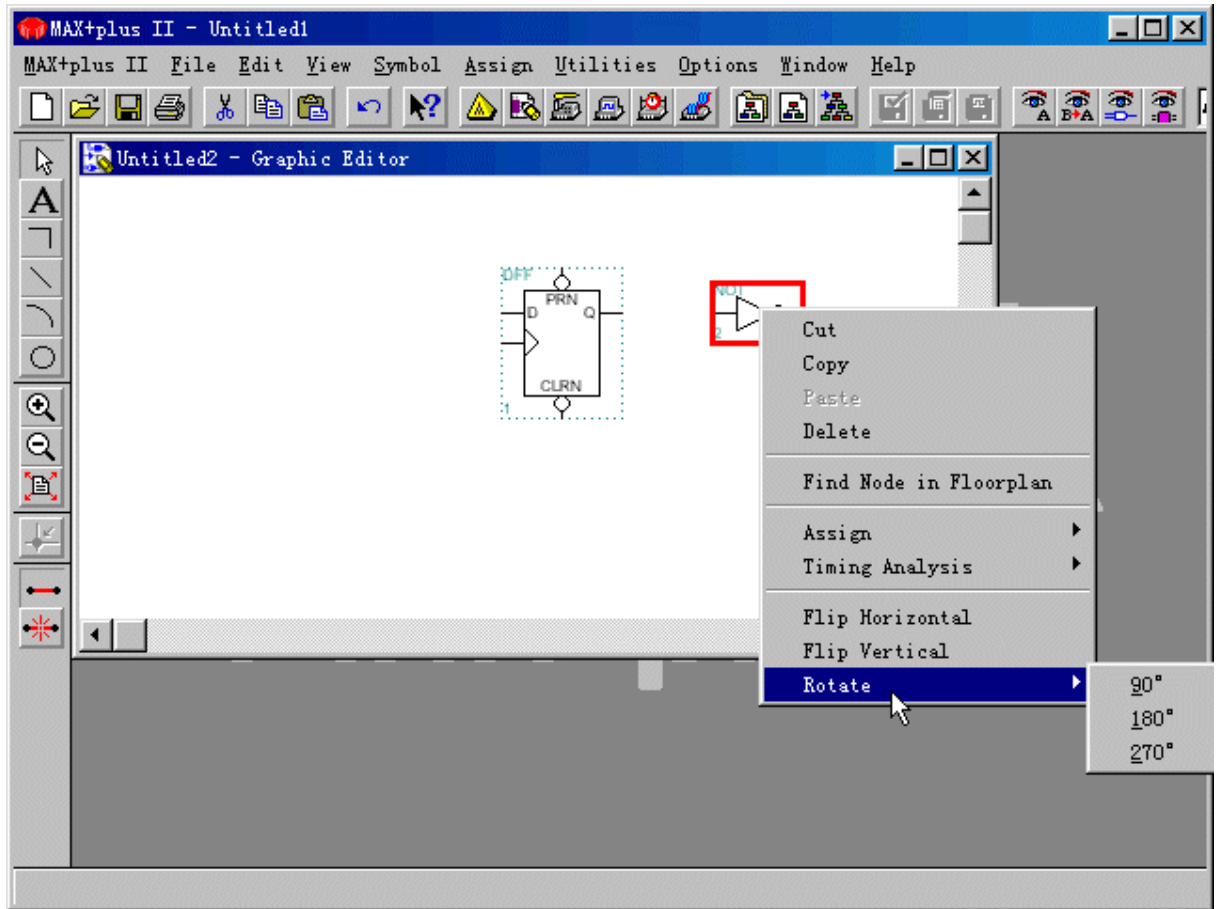 MAX+plus II - Untitled1
MAX+plus II File Edit View Symbol Assign Utilities Options Window Help
A B+A
Untitled2 - Graphic Editor
A
DFF
PRN
D Q
CLRN
1
NOT
2
Cut
Copy
Paste
Delete
Find Node in Floorplan
Assign
Timing Analysis
Flip Horizontal
Flip Vertical
Rotate
90°
180°
270°